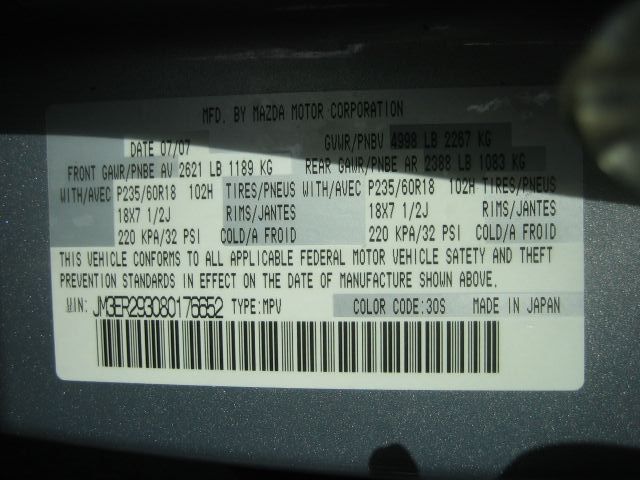 MFD. BY MAZDA MOTOR CORPORATION
DATE 07/07 GVWR/PNBV 4998 LB 2267 KG
FRONT GAWR/PNBE AV 2621 LB 1189 KG REAR GAWR/PNBE AR 2388 LB 1083 KG
WITH/AVEC P235/60R18 102H TIRES/PNEUS WITH/AVEC P235/60R18 102H TIRES/PNEUS
18X7 1/2J RIMS/JANTES 18X7 1/2J RIMS/JANTES
220 KPA/32 PSI COLD/A FROID 220 KPA/32 PSI COLD/A FROID
THIS VEHICLE CONFORMS TO ALL APPLICABLE FEDERAL MOTOR VEHICLE SAFETY AND THEFT
PREVENTION STANDARDS IN EFFECT ON THE DATE OF MANUFACTURE SHOWN ABOVE.
VIN: JM3ER293080176652 TYPE:MPV COLOR CODE:30S MADE IN JAPAN